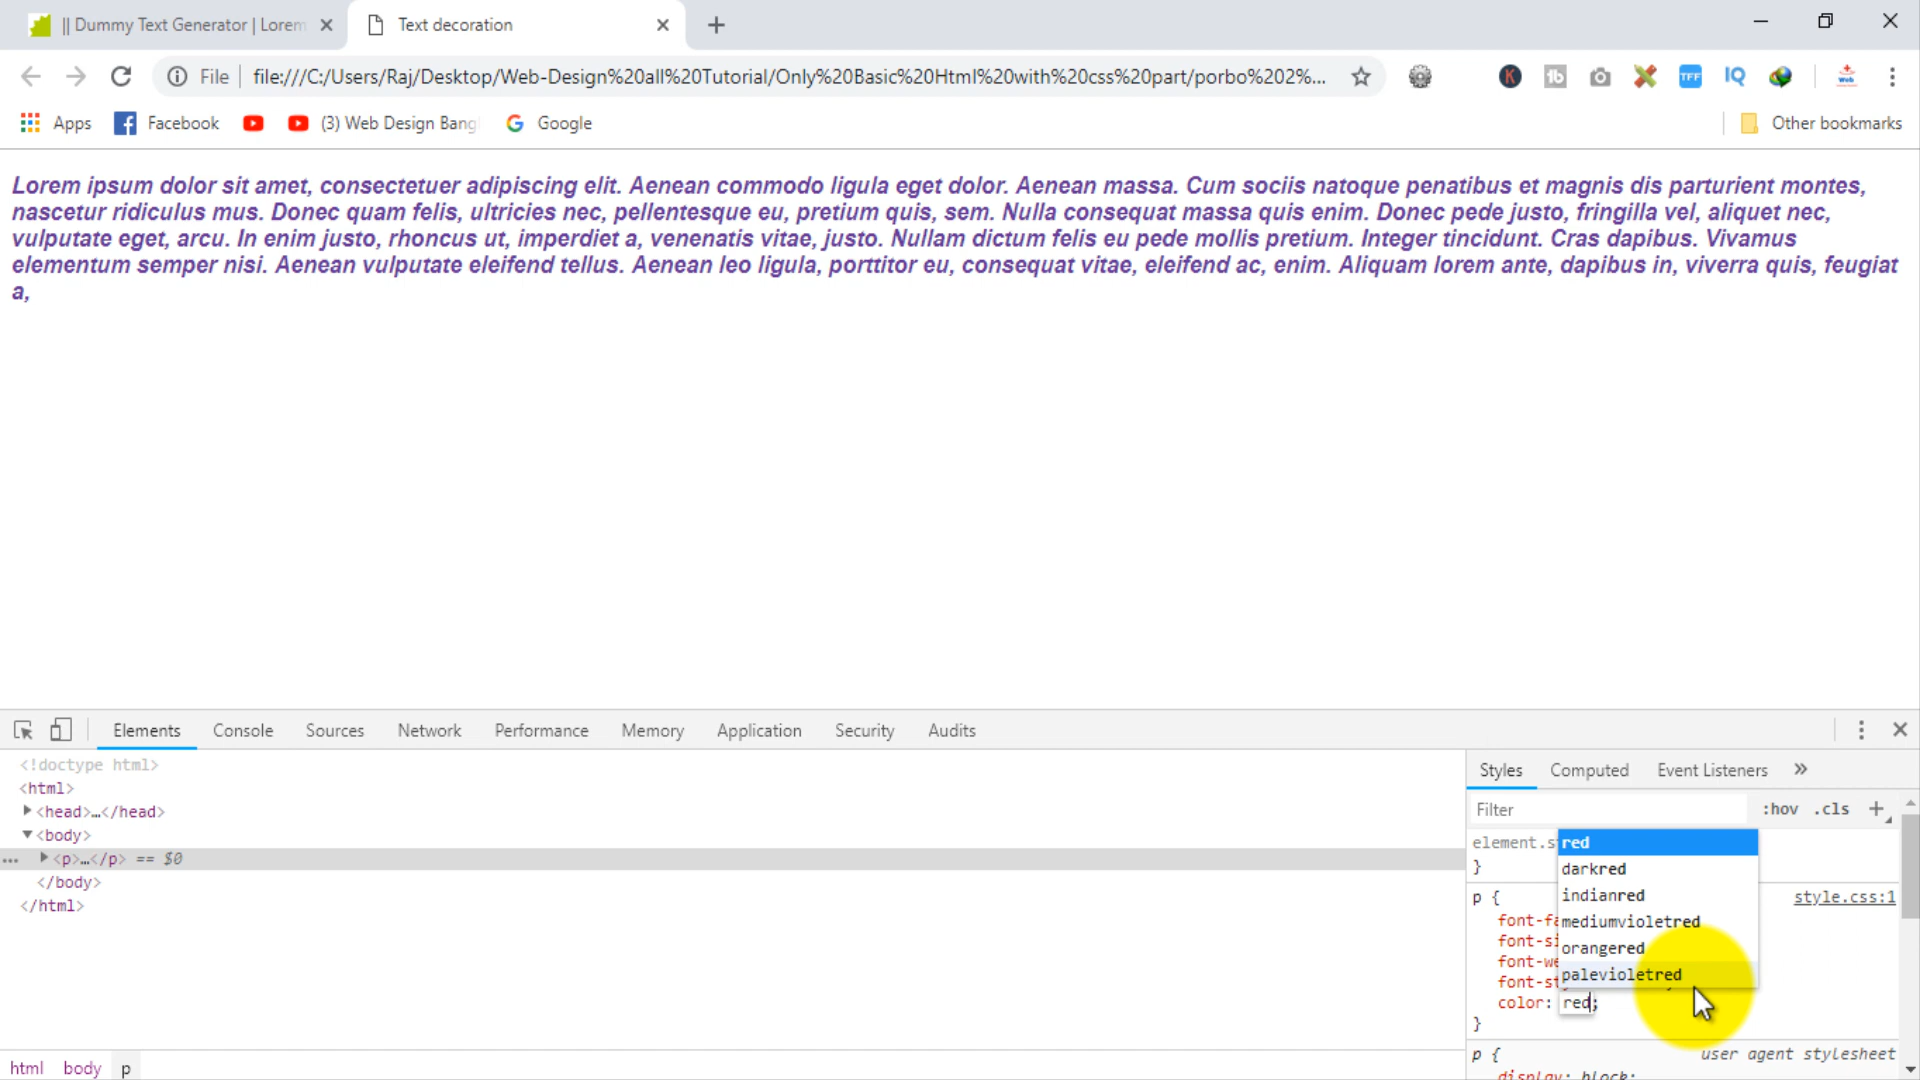 || Dummy Text Generator | Lorem
Text decoration
File
file:///C:/Users/Raj/Desktop/Web-Design%20all%20Tutorial/Only%20Basic%20Html%20with%20css%20part/porbo%202%...
K
tb
TFF
IQ
Web
Apps
Facebook
(3) Web Design Bang
Google
Other bookmarks
Lorem ipsum dolor sit amet, consectetuer adipiscing elit. Aenean commodo ligula eget dolor. Aenean massa. Cum sociis natoque penatibus et magnis dis parturient montes,
nascetur ridiculus mus. Donec quam felis, ultricies nec, pellentesque eu, pretium quis, sem. Nulla consequat massa quis enim. Donec pede justo, fringilla vel, aliquet nec,
vulputate eget, arcu. In enim justo, rhoncus ut, imperdiet a, venenatis vitae, justo. Nullam dictum felis eu pede mollis pretium. Integer tincidunt. Cras dapibus. Vivamus
elementum semper nisi. Aenean vulputate eleifend tellus. Aenean leo ligula, porttitor eu, consequat vitae, eleifend ac, enim. Aliquam lorem ante, dapibus in, viverra quis, feugiat
a,
Elements Console Sources Network Performance Memory Application Security Audits
<!doctype html>
<html>
<head>…</head>
<body>
... <p>…</p> == $0
</body>
</html>
html body p
Styles Computed Event Listeners »
Filter :hov .cls +
element.s
}
p { style.css:1
font-fa
font-si
font-we
font-st
color: red;
}
red
darkred
indianred
mediumvioletred
orangered
palevioletred
p { user agent stylesheet
display: block;